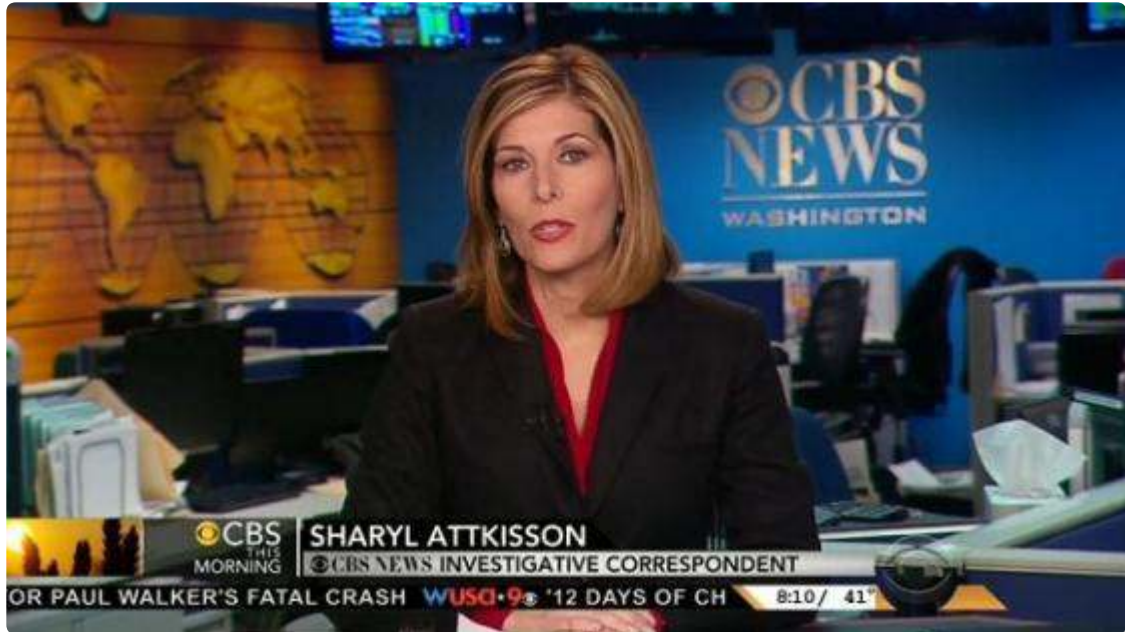 CBS
NEWS
WASHINGTON
CBS
THIS
MORNING
SHARYL ATTKISSON
CBS NEWS INVESTIGATIVE CORRESPONDENT
OR PAUL WALKER'S FATAL CRASH WUSA 9 '12 DAYS OF CH
8:10/ 41°